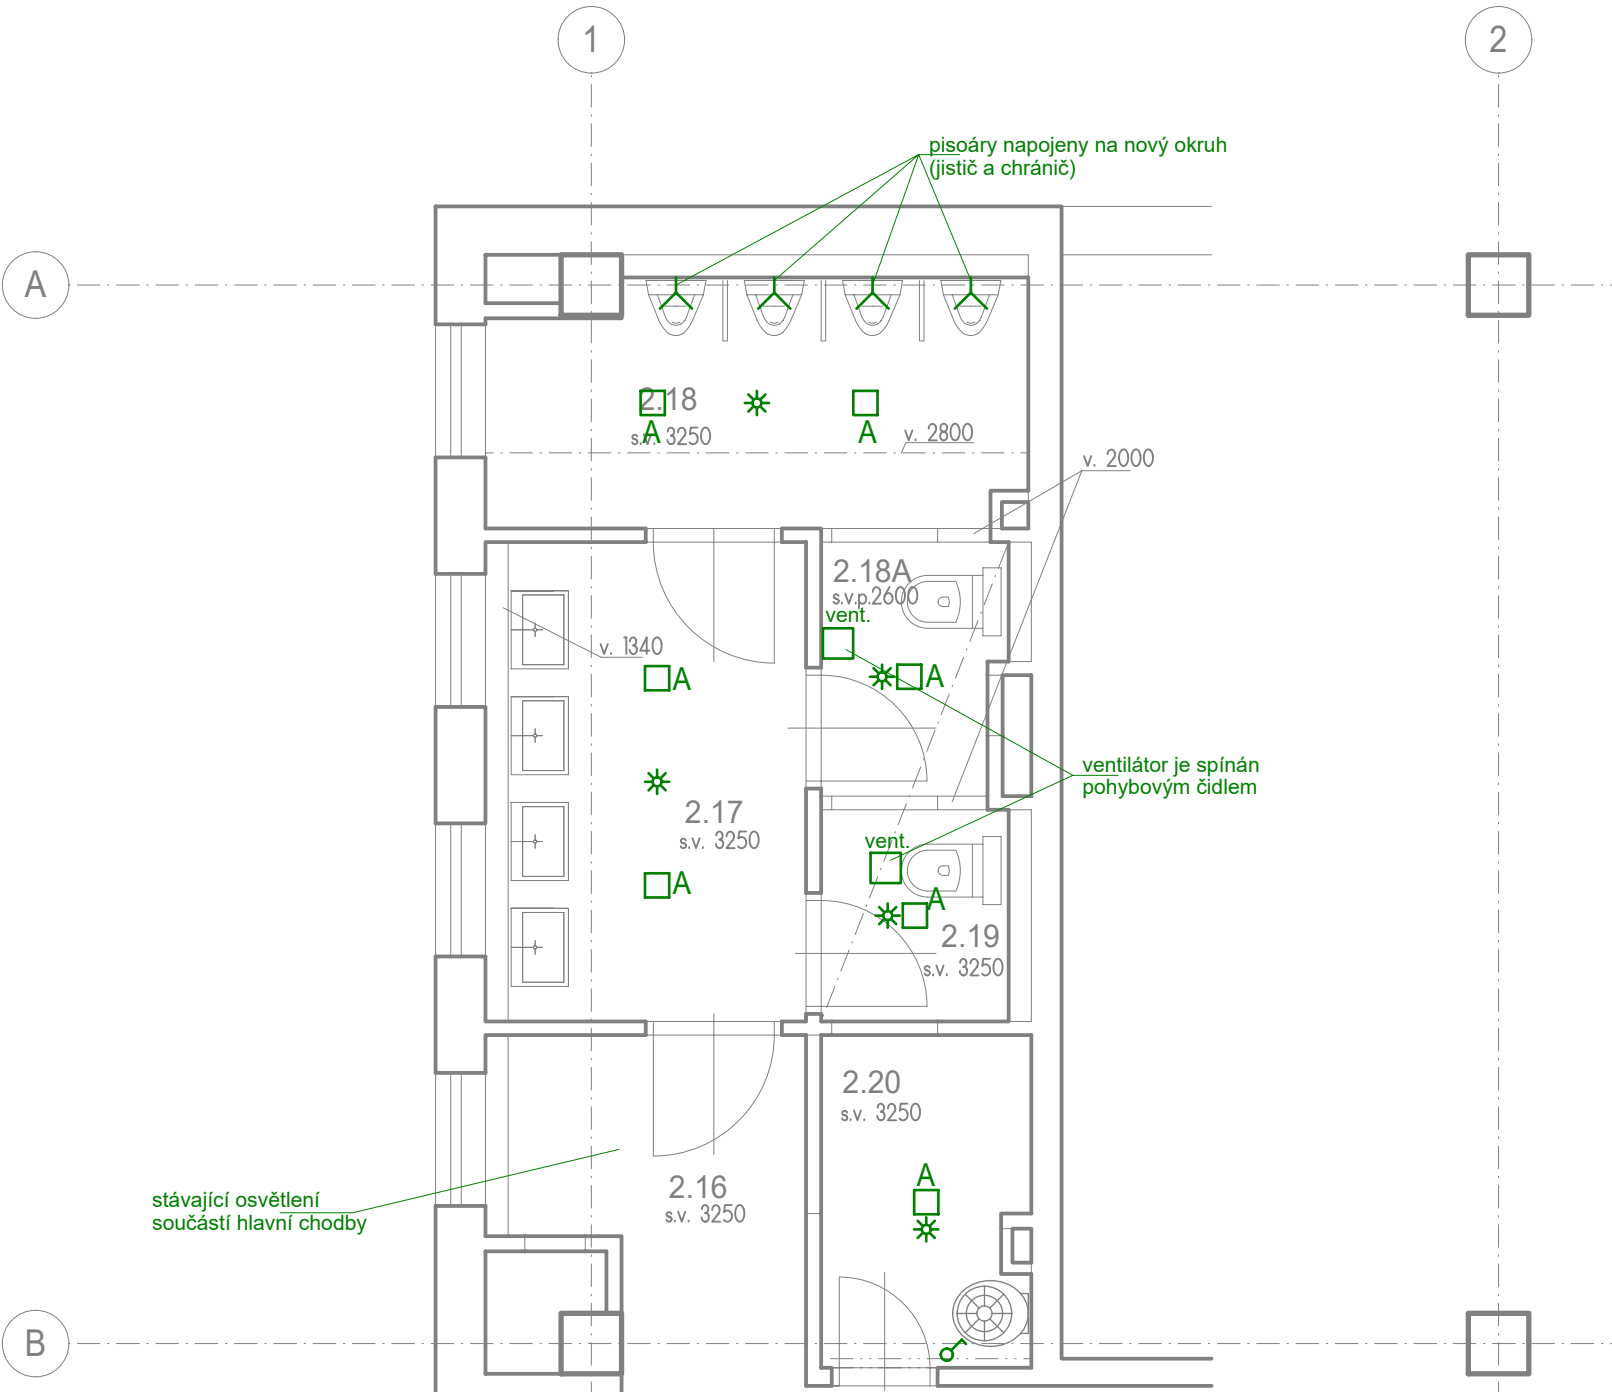 1
2
pisoáry napojeny na nový okruh
(jistič a chránič)
A
2.18
A
s.v. 3250
A
v. 2800
v. 2000
2.18A
s.v.p.2600
vent.
v. 1340
A
A
ventilátor je spínán
pohybovým čidlem
2.17
s.v. 3250
vent.
A
A
2.19
s.v. 3250
2.20
s.v. 3250
A
2.16
s.v. 3250
stávající osvětlení
součástí hlavní chodby
B